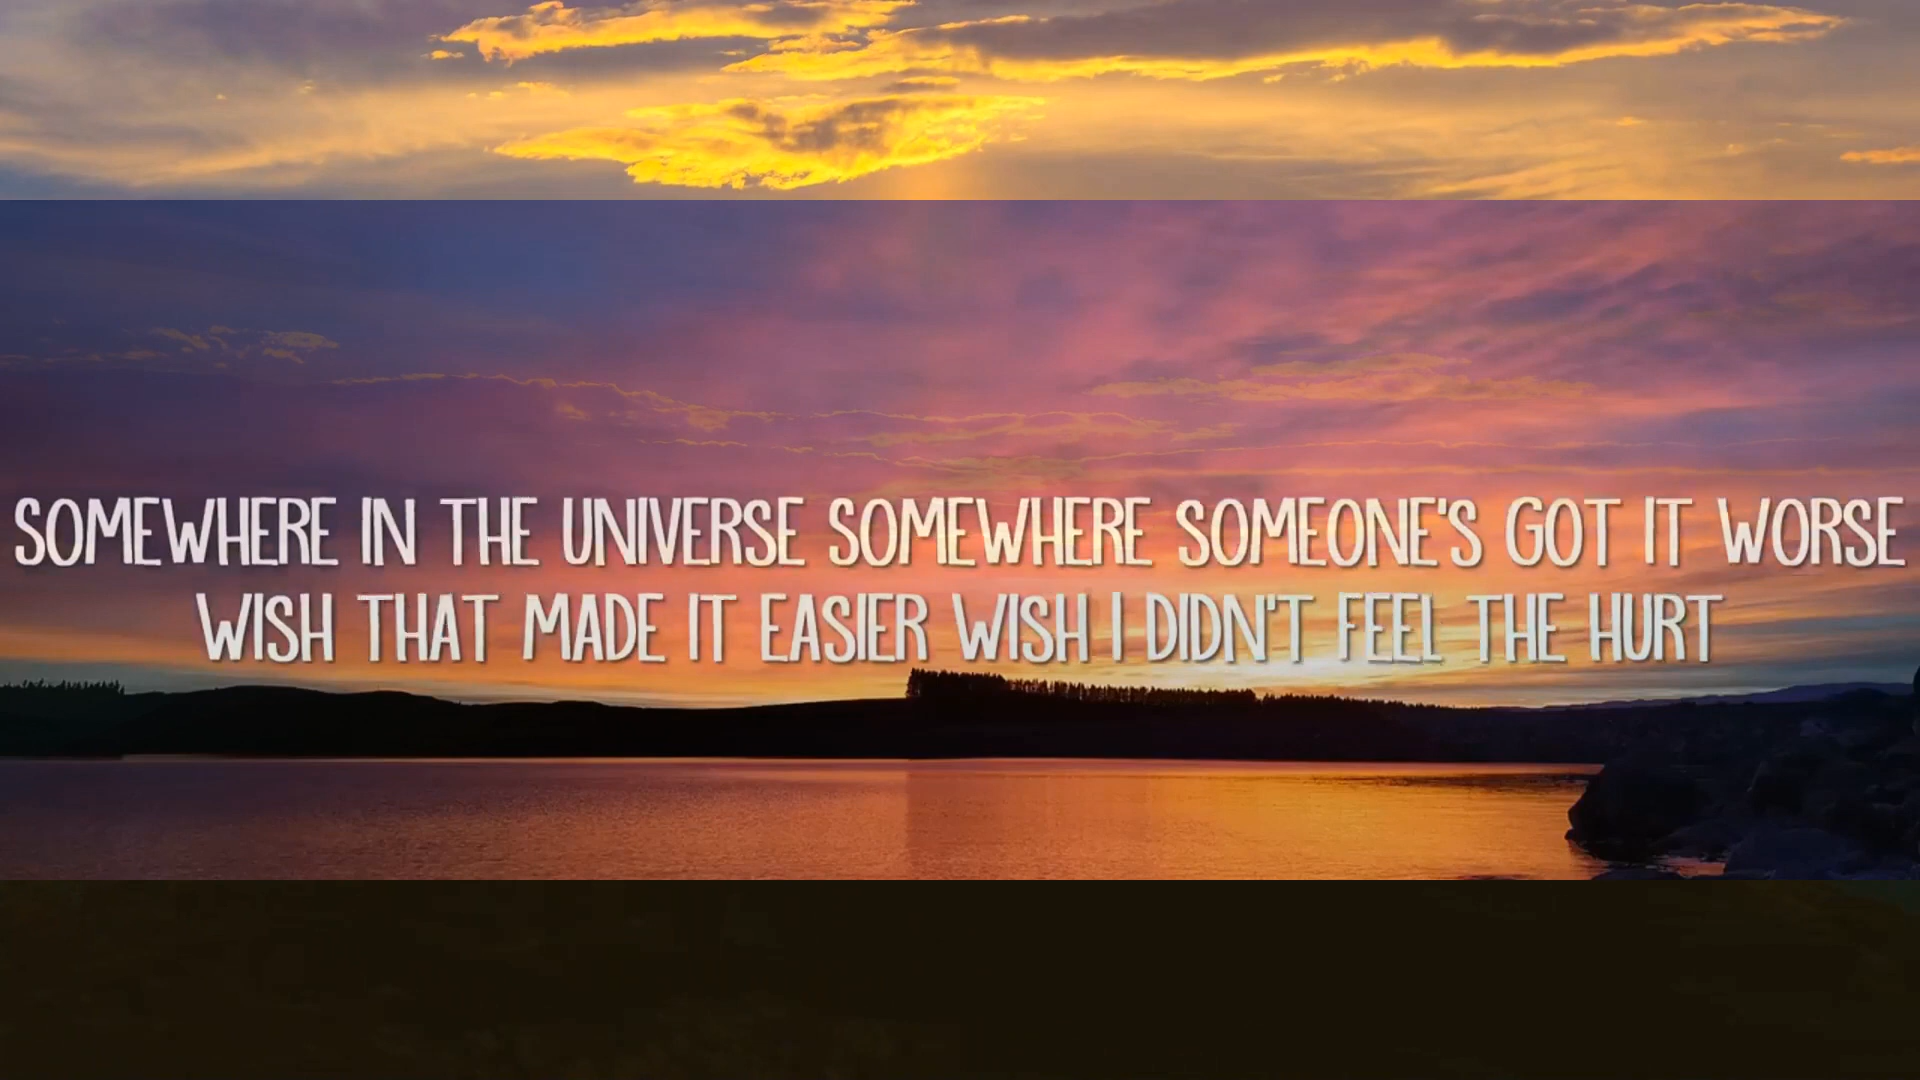 SOMEWHERE IN THE UNIVERSE SOMEWHERE SOMEONE'S GOT IT WORSE
WISH THAT MADE IT EASIER WISH I DIDN'T FEEL THE HURT